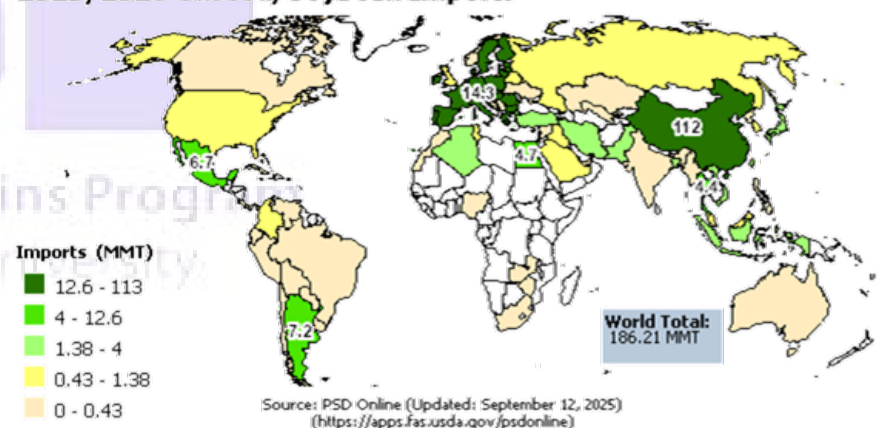 14.3
112
6.7
4.7
4.4
ins Program
Imports (MMT)
12.6 - 113
4 - 12.6
1.38 - 4
0.43 - 1.38
0 - 0.43
7.2
World Total:
186.21 MMT
Source: PSD Online (Updated: September 12, 2025)
(https://apps.fas.usda.gov/psdonline)